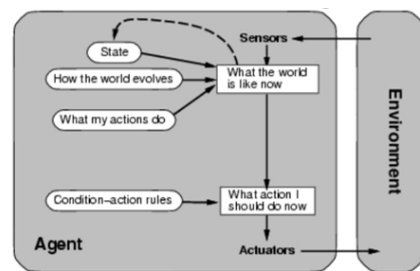 Sensors
State
How the world evolves
What the world
is like now
What my actions do
Environment
Condition–action rules
What action I
should do now
Agent
Actuators